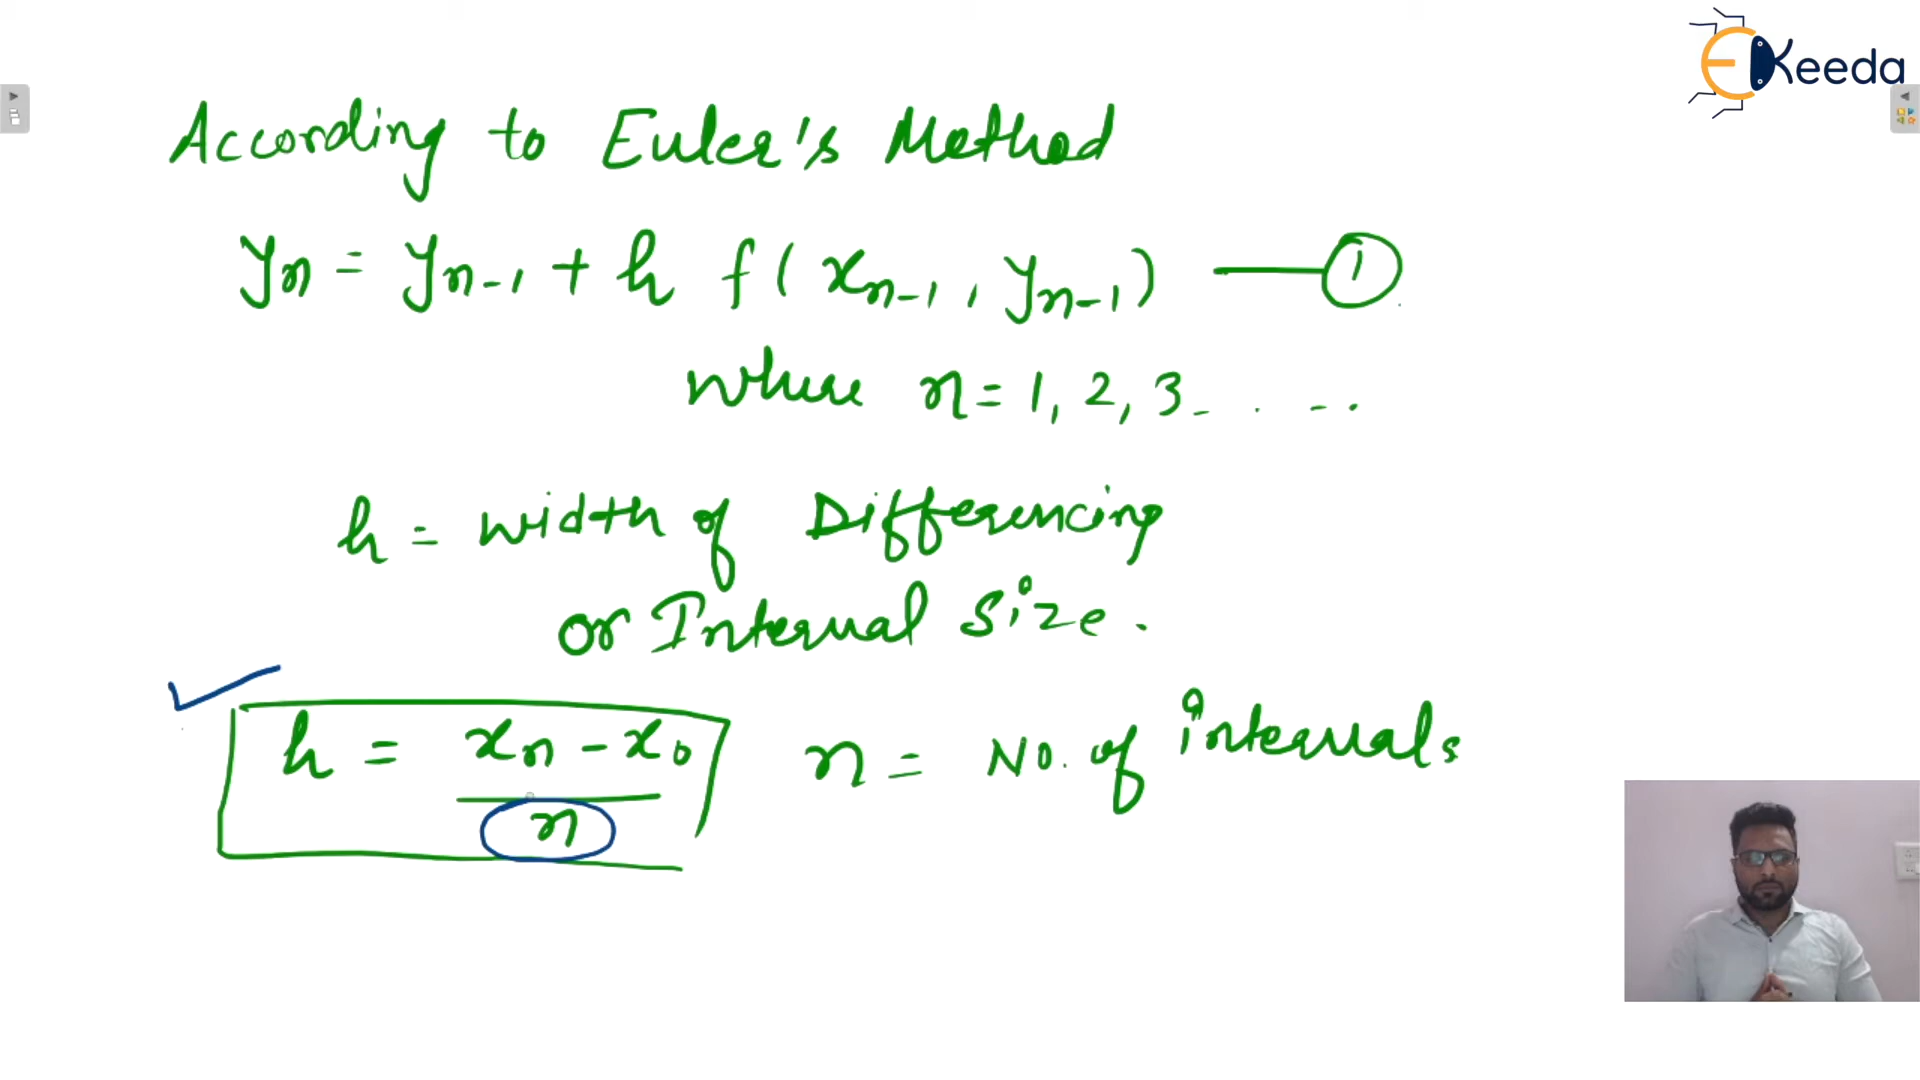 EKeeda
According to Euler's Method
yₙ = yₙ₋₁ + h f(xₙ₋₁, yₙ₋₁) —— ①
where n = 1, 2, 3 - . - .
h = width of Differencing
or Interval Size.
h = (xₙ - x₀) / n n = No. of intervals